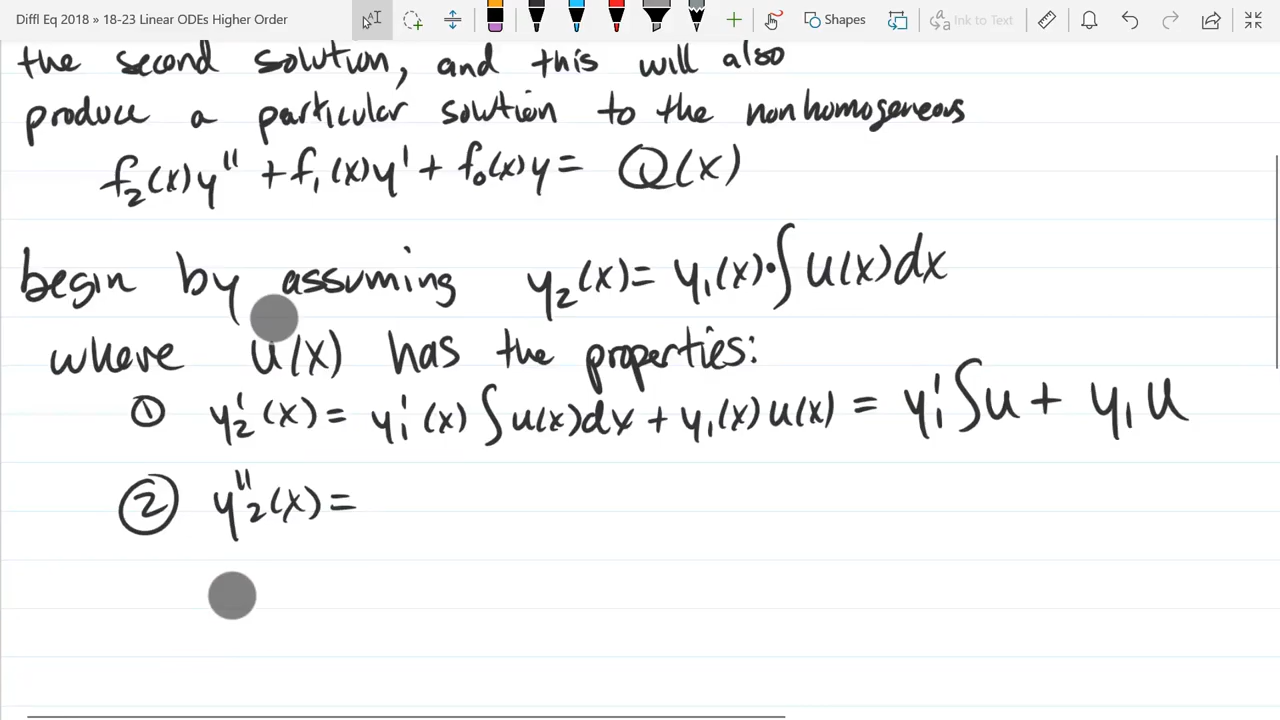 Diffl Eq 2018 » 18-23 Linear ODEs Higher Order
Shapes
Ink to Text
the second solution, and this will also
produce a particular solution to the nonhomogeneous
f₂(x)y'' + f₁(x)y' + f₀(x)y = Q(x)
begin by assuming y₂(x) = y₁(x)·∫u(x)dx
where u(x) has the properties:
① y₂'(x) = y₁'(x)∫u(x)dx + y₁(x)u(x) = y₁'∫u + y₁u
② y''₂(x) =